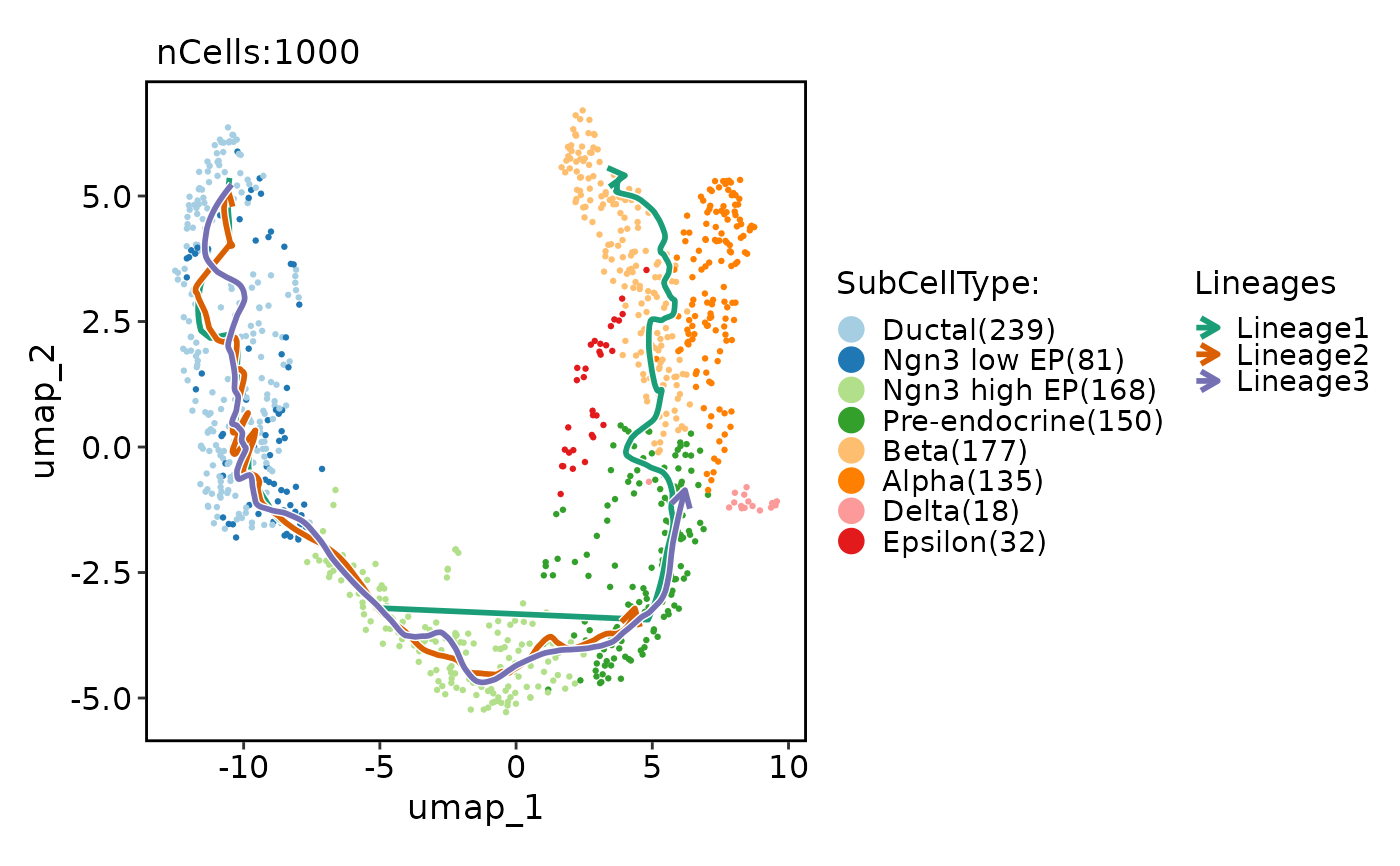 nCells:1000
umap_2
5.0
2.5
0.0
-2.5
-5.0
-10
-5
0
5
10
umap_1
SubCellType:
Ductal(239)
Ngn3 low EP(81)
Ngn3 high EP(168)
Pre-endocrine(150)
Beta(177)
Alpha(135)
Delta(18)
Epsilon(32)
Lineages
Lineage1
Lineage2
Lineage3